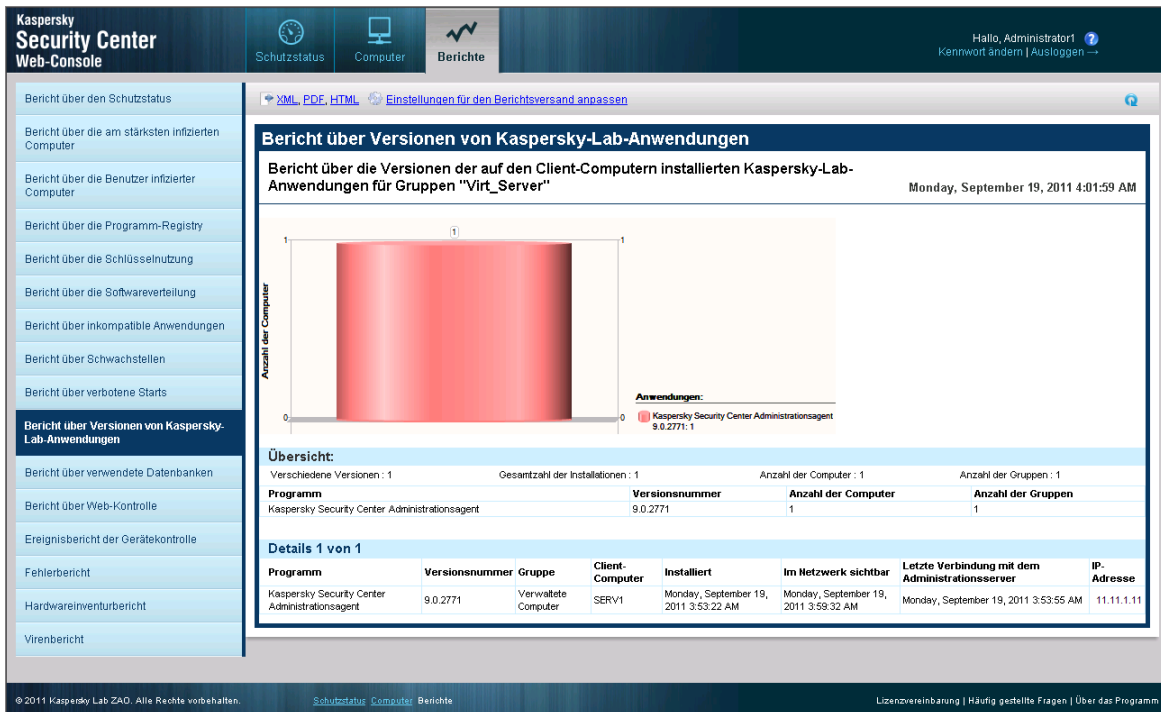 Kaspersky
Security Center
Web-Console
Schutzstatus
Computer
Berichte
Hallo, Administrator1 ?
Kennwort ändern | Ausloggen →
Bericht über den Schutzstatus
Bericht über die am stärksten infizierten
Computer
Bericht über die Benutzer infizierter
Computer
Bericht über die Programm-Registry
Bericht über die Schlüsselnutzung
Bericht über die Softwareverteilung
Bericht über inkompatible Anwendungen
Bericht über Schwachstellen
Bericht über verbotene Starts
Bericht über Versionen von Kaspersky-
Lab-Anwendungen
Bericht über verwendete Datenbanken
Bericht über Web-Kontrolle
Ereignisbericht der Gerätekontrolle
Fehlerbericht
Hardwareinventurbericht
Virenbericht
XML, PDF, HTML Einstellungen für den Berichtsversand anpassen
Bericht über Versionen von Kaspersky-Lab-Anwendungen
Bericht über die Versionen der auf den Client-Computern installierten Kaspersky-Lab-
Anwendungen für Gruppen "Virt_Server"
Monday, September 19, 2011 4:01:59 AM
1
1
1
Anzahl der Computer
0
0
Anwendungen:
Kaspersky Security Center Administrationsagent
9.0.2771: 1
Übersicht:
Verschiedene Versionen : 1 Gesamtzahl der Installationen : 1 Anzahl der Computer : 1 Anzahl der Gruppen : 1
Programm Versionsnummer Anzahl der Computer Anzahl der Gruppen
Kaspersky Security Center Administrationsagent 9.0.2771 1 1
Details 1 von 1
Programm Versionsnummer Gruppe Client-Computer Installiert Im Netzwerk sichtbar Letzte Verbindung mit dem Administrationsserver IP-Adresse
Kaspersky Security Center Administrationsagent 9.0.2771 Verwaltete Computer SERV1 Monday, September 19, 2011 3:53:22 AM Monday, September 19, 2011 3:59:32 AM Monday, September 19, 2011 3:53:55 AM 11.11.1.11
© 2011 Kaspersky Lab ZAO. Alle Rechte vorbehalten.
Schutzstatus Computer Berichte
Lizenzvereinbarung | Häufig gestellte Fragen | Über das Programm